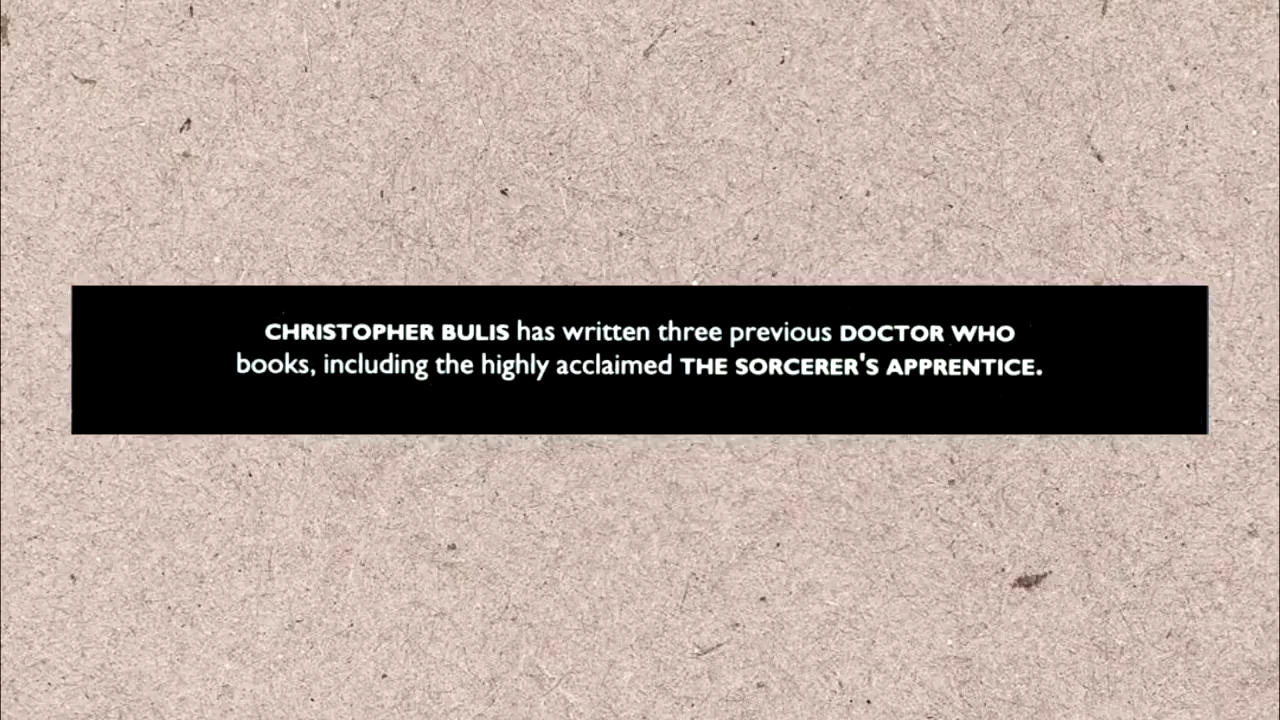 CHRISTOPHER BULIS has written three previous DOCTOR WHO
books, including the highly acclaimed THE SORCERER'S APPRENTICE.